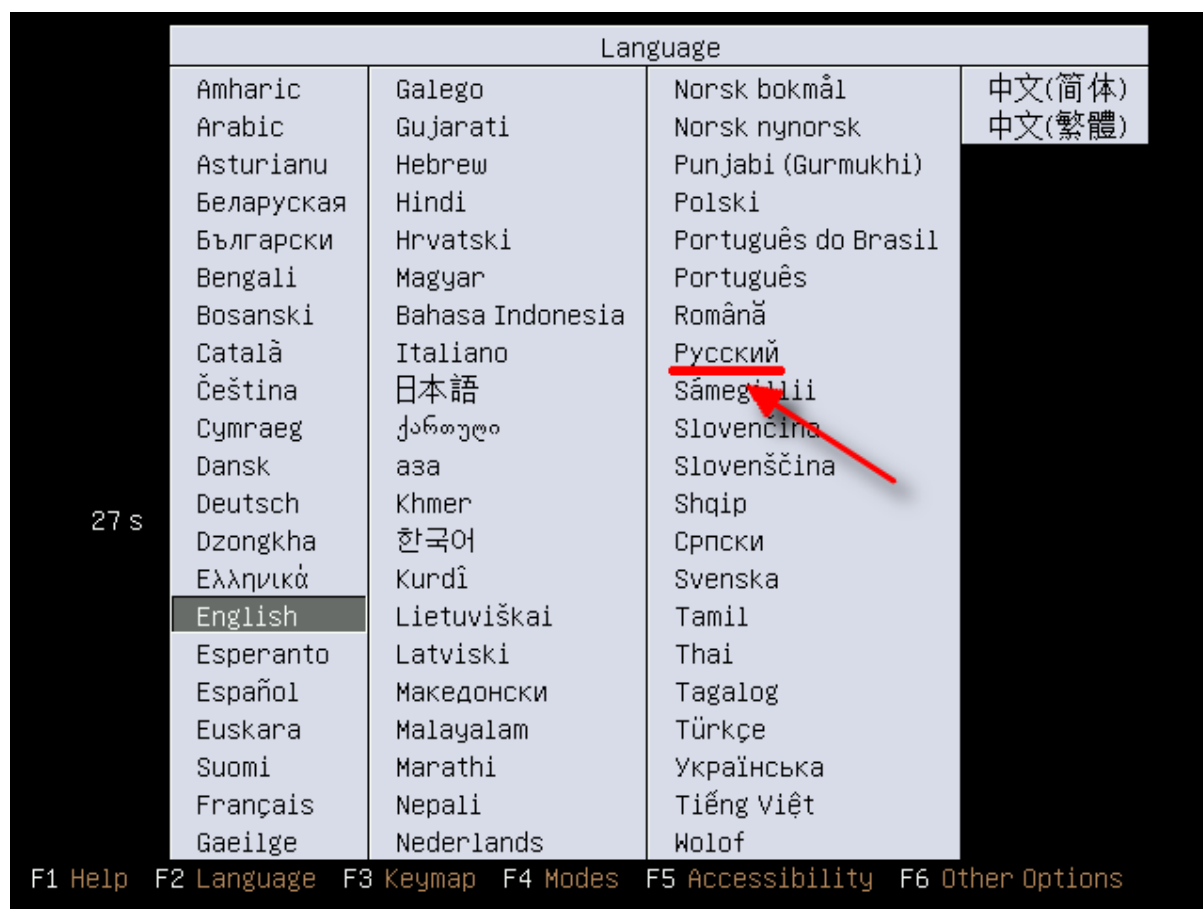 Language
Amharic
Arabic
Asturianu
Беларуская
Български
Bengali
Bosanski
Català
Čeština
Cymraeg
Dansk
Deutsch
Dzongkha
Ελληνικά
English
Esperanto
Español
Euskara
Suomi
Français
Gaeilge
Galego
Gujarati
Hebrew
Hindi
Hrvatski
Magyar
Bahasa Indonesia
Italiano
日本語
ქართული
аза
Khmer
한국어
Kurdî
Lietuviškai
Latviski
Македонски
Malayalam
Marathi
Nepali
Nederlands
Norsk bokmål
Norsk nynorsk
Punjabi (Gurmukhi)
Polski
Português do Brasil
Português
Română
Русский
Sámegillii
Slovenčina
Slovenščina
Shqip
Српски
Svenska
Tamil
Thai
Tagalog
Türkçe
Українська
Tiếng Việt
Wolof
中文(简体)
中文(繁體)
27 s
F1 Help F2 Language F3 Keymap F4 Modes F5 Accessibility F6 Other Options